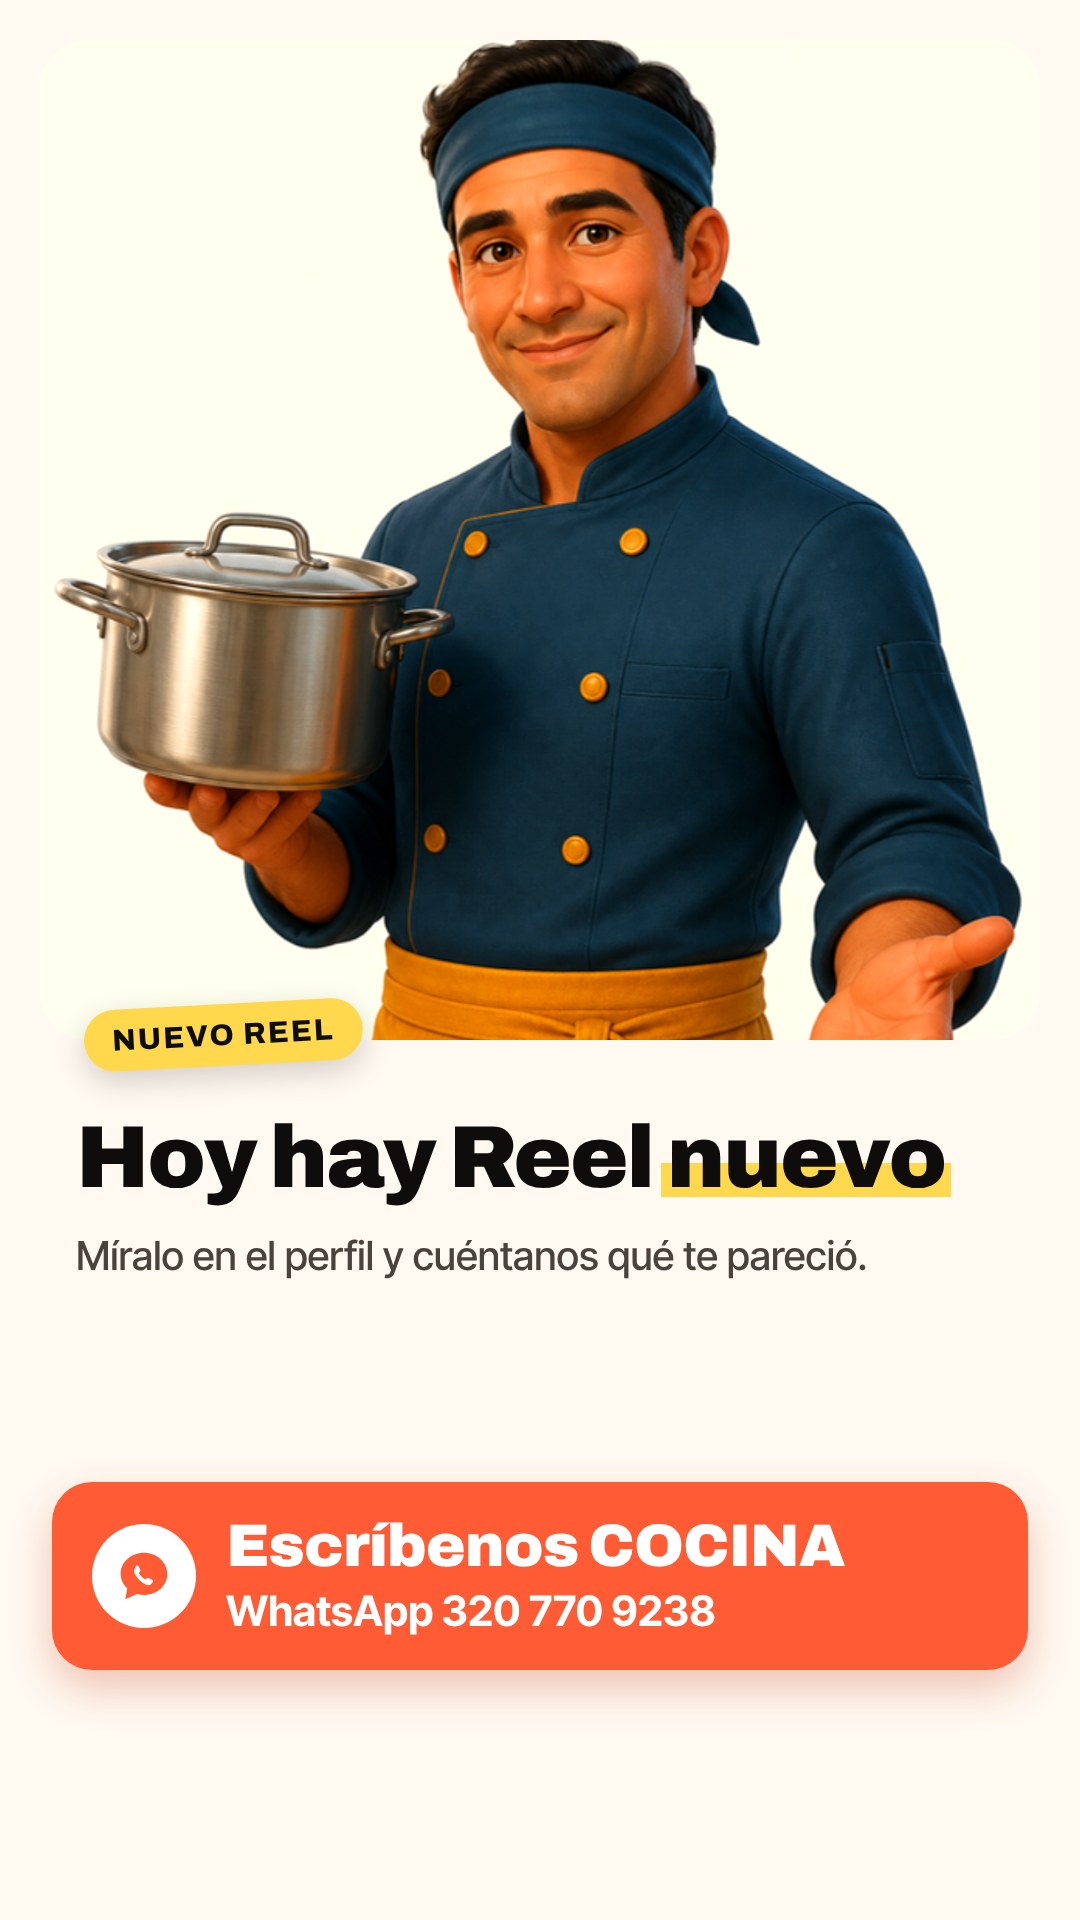 NUEVO REEL
Hoy hay Reel nuevo
Míralo en el perfil y cuéntanos qué te pareció.
Escríbenos COCINA
WhatsApp 320 770 9238